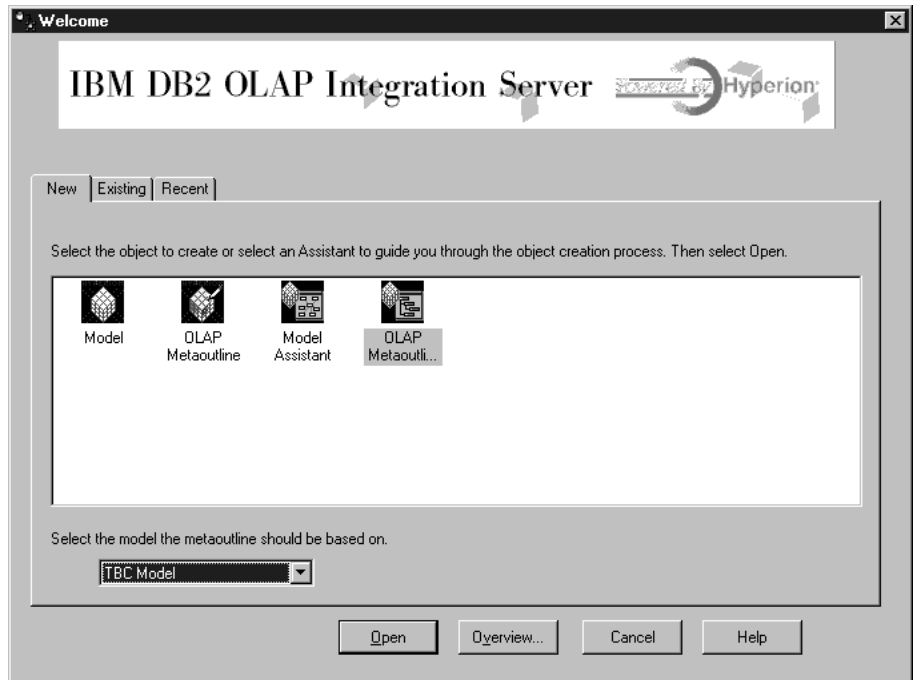 Welcome
IBM DB2 OLAP Integration Server Powered by Hyperion
New Existing Recent
Select the object to create or select an Assistant to guide you through the object creation process. Then select Open.
Model
OLAP Metaoutline
Model Assistant
OLAP Metaoutli...
Select the model the metaoutline should be based on.
TBC Model
Open Overview... Cancel Help